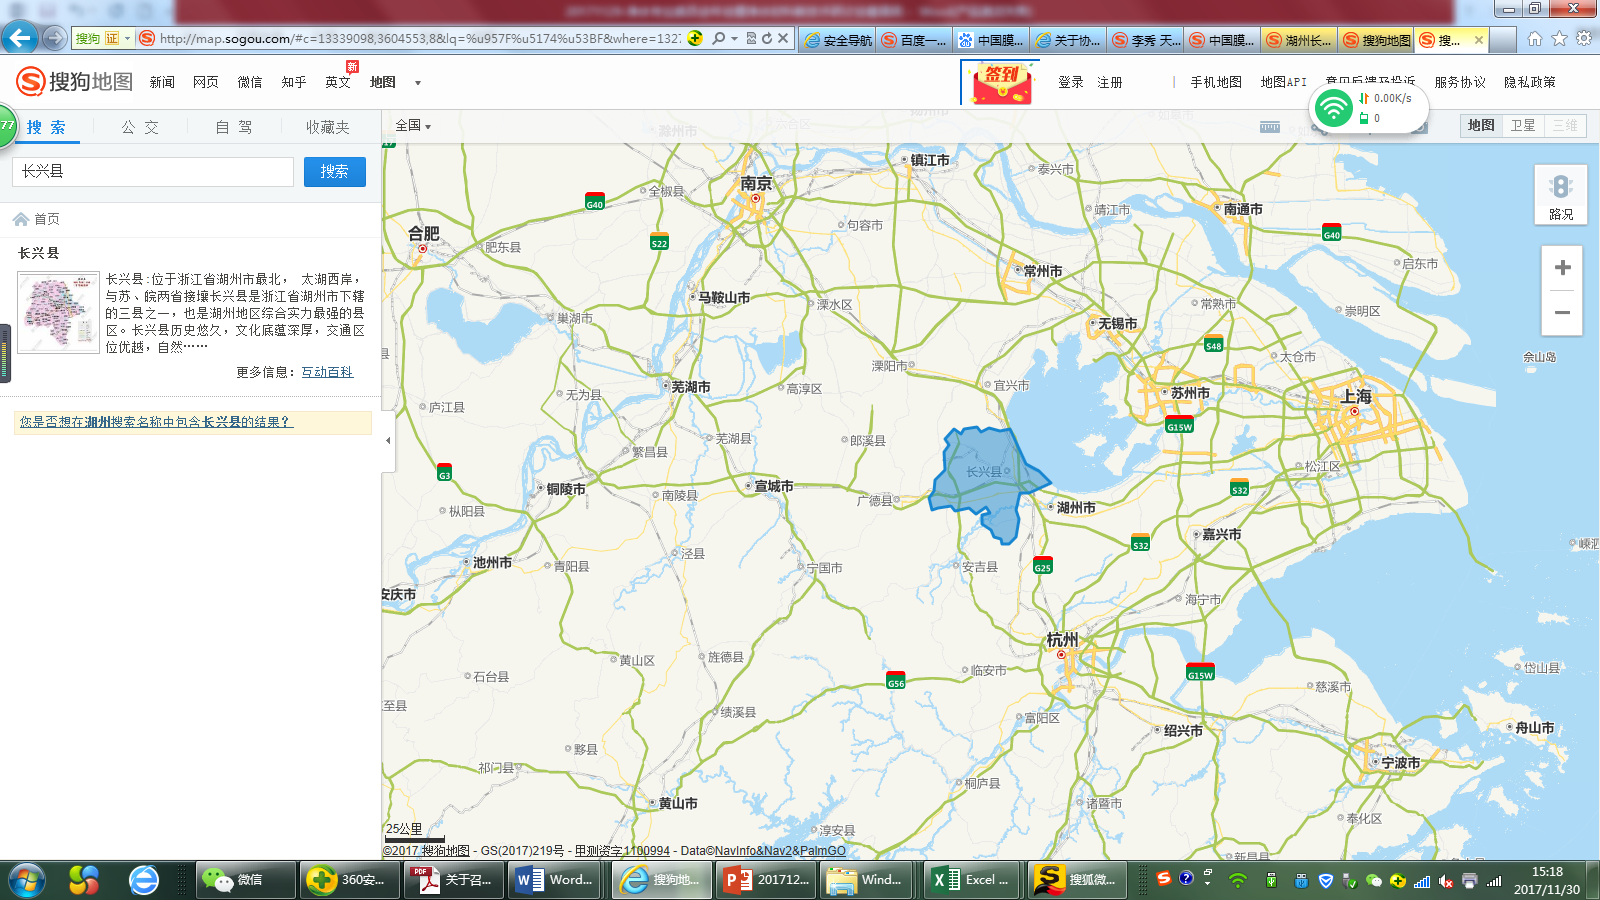 搜狗 证
http://map.sogou.com/#c=13339098,3604553,8&lq=%u957F%u5174%u53BF&where=1327
安全导航
百度一...
中国膜...
关于协...
李秀 天...
中国膜...
湖州长...
搜狗地图
搜...
搜狗地图
新闻 网页 微信 知乎 英文 地图
新
签到
登录 注册
手机地图 地图API 意见反馈及投诉 服务协议 隐私政策
0.00K/s
0
77
搜 索 公 交 自 驾 收藏夹
全国
地图 卫星 三维
长兴县 搜索
首页
长兴县
长兴县:位于浙江省湖州市最北， 太湖西岸，
与苏、皖两省接壤长兴县是浙江省湖州市下辖
的三县之一，也是湖州地区综合实力最强的县
区。长兴县历史悠久，文化底蕴深厚，交通区
位优越，自然……
更多信息：互动百科
您是否想在湖州搜索名称中包含长兴县的结果？
路况
滁州市
镇江市
泰兴市
南京
全椒县
G40
靖江市
南通市
句容市
G40
合肥
肥东县
S22
常州市
启东市
马鞍山市
溧水区
常熟市
崇明区
巢湖市
无锡市
S48
太仓市
佘山岛
溧阳市
芜湖市
高淳区
宜兴市
苏州市
上海
无为县
庐江县
G15W
芜湖县
郎溪县
繁昌县
长兴县
松江区
G3
铜陵市
宣城市
南陵县
广德县
S32
湖州市
枞阳县
嘉兴市
S32
泾县
嵊泗
池州市
青阳县
宁国市
安吉县
G25
安庆市
海宁市
杭州
黄山区
旌德县
临安市
G15W
岱山县
石台县
G56
慈溪市
至县
绩溪县
富阳区
舟山市
绍兴市
黟县
宁波市
祁门县
桐庐县
黄山市
诸暨市
奉化区
淳安县
新昌县
25公里
©2017 搜狗地图 - GS(2017)219号 - 甲测资字1100994 - Data©NavInfo&Nav2&PalmGO
微信
360安...
关于召...
Word...
搜狗地...
201712...
Wind...
Excel ...
搜狐微...
15:18
2017/11/30